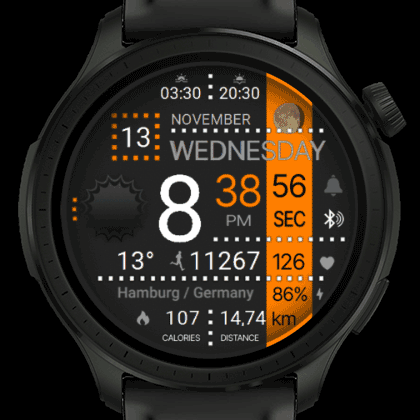 03:30 20:30
NOVEMBER
13
WEDNESDAY
8 38 56
PM SEC
13° 11267 126
Hamburg / Germany 86%
107 14,74 km
CALORIES DISTANCE